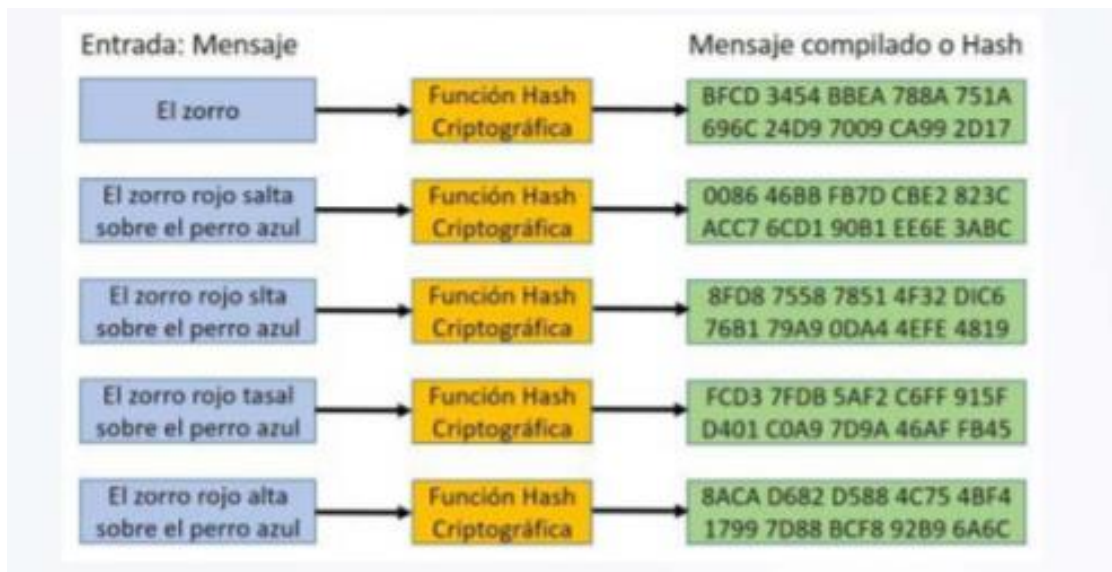 Entrada: Mensaje
Mensaje compilado o Hash
El zorro
Función Hash
Criptográfica
BFCD 3454 BBEA 788A 751A
696C 24D9 7009 CA99 2D17
El zorro rojo salta
sobre el perro azul
Función Hash
Criptográfica
0086 46BB FB7D CBE2 823C
ACC7 6CD1 90B1 EE6E 3ABC
El zorro rojo slta
sobre el perro azul
Función Hash
Criptográfica
8FD8 7558 7851 4F32 DIC6
76B1 79A9 0DA4 4EFE 4819
El zorro rojo tasal
sobre el perro azul
Función Hash
Criptográfica
FCD3 7FDB 5AF2 C6FF 915F
D401 C0A9 7D9A 46AF FB45
El zorro rojo alta
sobre el perro azul
Función Hash
Criptográfica
8ACA D682 D588 4C75 4BF4
1799 7D88 BCF8 92B9 6A6C